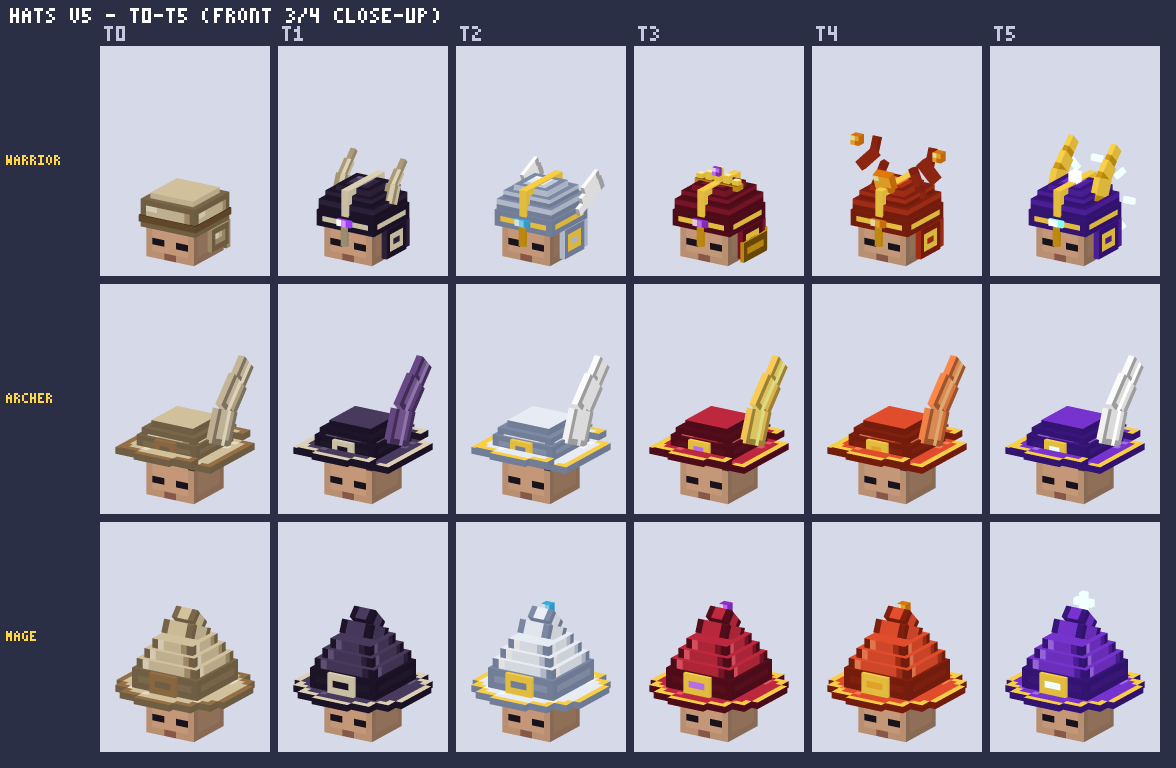 HATS V5 - T0-T5 (FRONT 3/4 CLOSE-UP)
T0 T1 T2 T3 T4 T5
WARRIOR
ARCHER
MAGE